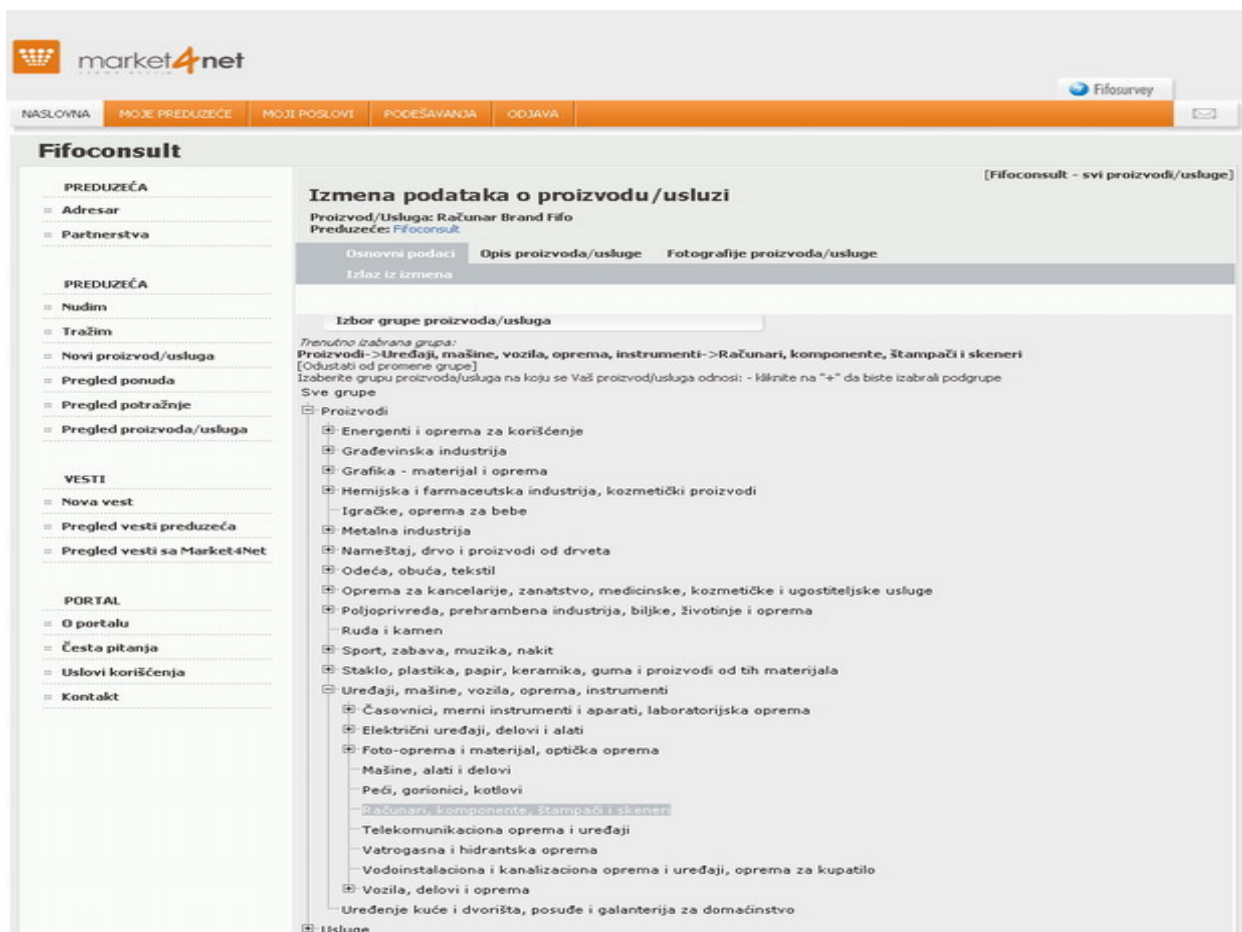 market4net
Fifosurvey
NASLOVNA MOJE PREDUZEĆE MOJI POSLOVI PODEŠAVANJA ODJAVA
Fifoconsult
[Fifoconsult - svi proizvodi/usluge]
PREDUZEĆA
Adresar
Partnerstva
PREDUZEĆA
Nudim
Tražim
Novi proizvod/usluga
Pregled ponuda
Pregled potražnje
Pregled proizvoda/usluga
VESTI
Nova vest
Pregled vesti preduzeća
Pregled vesti sa Market4Net
PORTAL
O portalu
Česta pitanja
Uslovi korišćenja
Kontakt
Izmena podataka o proizvodu/usluzi
Proizvod/Usluga: Računar Brand Fifo
Preduzeće: Fifoconsult
Osnovni podaci Opis proizvoda/usluge Fotografije proizvoda/usluge
Izlaz iz izmena
Izbor grupe proizvoda/usluga
Trenutno izabrana grupa:
Proizvodi->Uređaji, mašine, vozila, oprema, instrumenti->Računari, komponente, štampači i skeneri
[Odustati od promene grupe]
Izaberite grupu proizvoda/usluga na koju se Vaš proizvod/usluga odnosi: - kliknite na "+" da biste izabrali podgrupe
Sve grupe
Proizvodi
Energenti i oprema za korišćenje
Građevinska industrija
Grafika - materijal i oprema
Hemijska i farmaceutska industrija, kozmetički proizvodi
Igračke, oprema za bebe
Metalna industrija
Nameštaj, drvo i proizvodi od drveta
Odeća, obuća, tekstil
Oprema za kancelarije, zanatstvo, medicinske, kozmetičke i ugostiteljske usluge
Poljoprivreda, prehrambena industrija, biljke, životinje i oprema
Ruda i kamen
Sport, zabava, muzika, nakit
Staklo, plastika, papir, keramika, guma i proizvodi od tih materijala
Uređaji, mašine, vozila, oprema, instrumenti
Časovnici, merni instrumenti i aparati, laboratorijska oprema
Električni uređaji, delovi i alati
Foto-oprema i materijal, optička oprema
Mašine, alati i delovi
Peći, gorionici, kotlovi
Računari, komponente, štampači i skeneri
Telekomunikaciona oprema i uređaji
Vatrogasna i hidrantska oprema
Vodoinstalaciona i kanalizaciona oprema i uređaji, oprema za kupatilo
Vozila, delovi i oprema
Uređenje kuće i dvorišta, posuđe i galanterija za domaćinstvo
Usluge